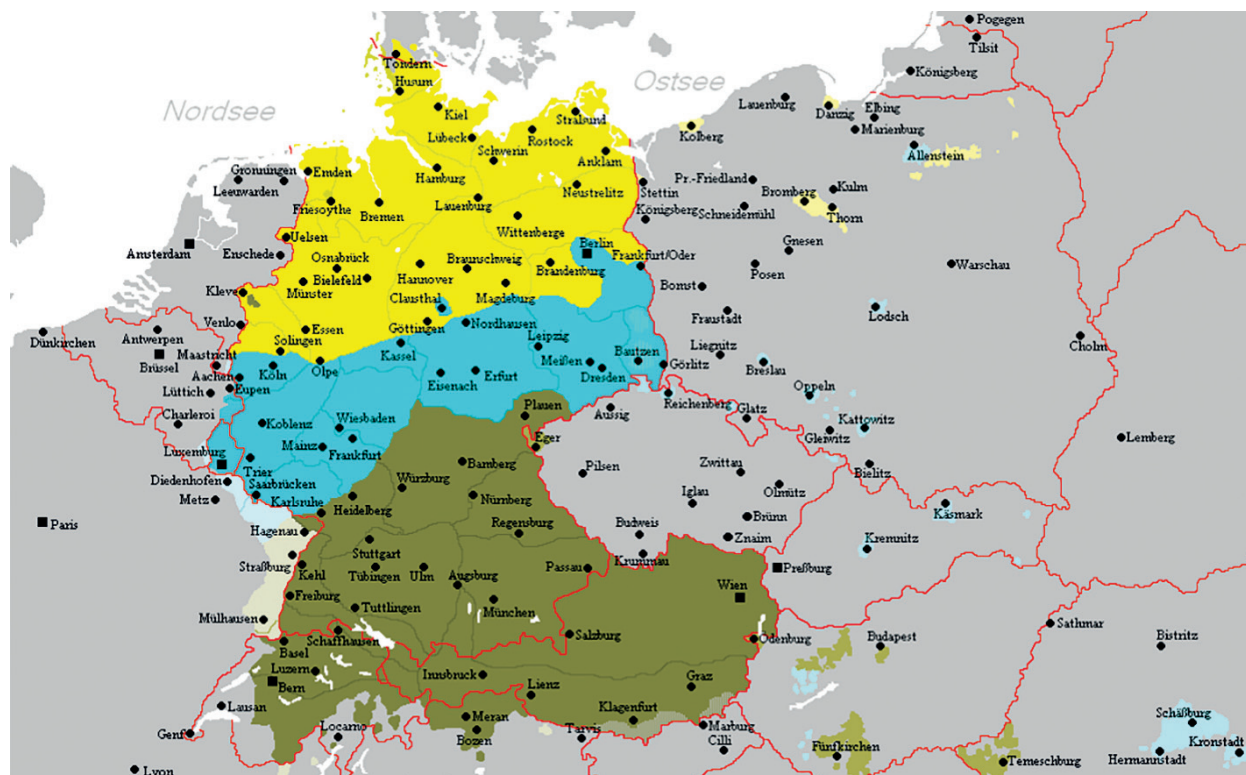 Pogegen
Tilsit
Tondern
Königsberg
Husum
Ostsee
Nordsee
Kiel
Stralsund
Lauenburg
Danzig
Elbing
Marienburg
Lübeck
Rostock
Kolberg
Schwerin
Anklam
Allenstein
Gronningen
Leeuwarden
Emden
Hamburg
Neustrelitz
Stettin
Pr.-Friedland
Bromberg
Kulm
Friesoythe
Bremen
Lauenburg
Königsberg
Schneidemühl
Thorn
Wittenberge
Uelsen
Berlin
Gnesen
Amsterdam
Enschede
Osnabrück
Braunschweig
Frankfurt/Oder
Posen
Warschau
Bielefeld
Hannover
Brandenburg
Kleve
Münster
Magdeburg
Bomst
Clausthal
Lodsch
Venlo
Essen
Göttingen
Nordhausen
Fraustadt
Dünkirchen
Antwerpen
Solingen
Leipzig
Cholm
Maastricht
Kassel
Meißen
Bautzen
Liegnitz
Brüssel
Köln
Olpe
Görlitz
Breslau
Aachen
Eisenach
Erfurt
Dresden
Lüttich
Eupen
Reichenberg
Oppeln
Charleroi
Plauen
Aussig
Glatz
Koblenz
Wiesbaden
Kattowitz
Eger
Gleiwitz
Lemberg
Luxemburg
Mainz
Frankfurt
Trier
Bamberg
Pilsen
Zwittau
Bielitz
Diedenhofen
Saarbrücken
Würzburg
Metz
Karlsruhe
Nürnberg
Iglau
Olmütz
Heidelberg
Käsmark
Paris
Regensburg
Budweis
Brünn
Hagenau
Znaim
Stuttgart
Kremnitz
Straßburg
Krummau
Kehl
Tübingen
Ulm
Augsburg
Passau
Preßburg
Wien
Freiburg
München
Tuttlingen
Mülhausen
Salzburg
Ödenburg
Budapest
Sathmar
Bistritz
Schaffhausen
Basel
Luzern
Innsbruck
Bern
Lienz
Graz
Lausan
Meran
Klagenfurt
Schäßburg
Genf
Locarno
Bozen
Tarvis
Marburg
Cilli
Fünfkirchen
Hermannstadt
Kronstadt
Temeschburg
Lyon